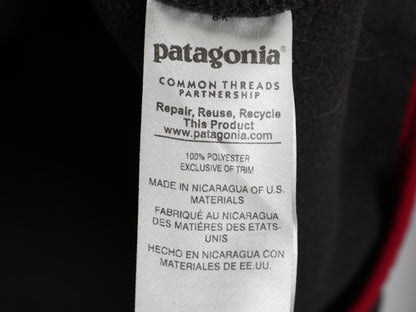 patagonia®
COMMON THREADS
PARTNERSHIP
Repair, Reuse, Recycle
This Product
www.patagonia.com
100% POLYESTER
EXCLUSIVE OF TRIM
MADE IN NICARAGUA OF U.S.
MATERIALS
FABRIQUÉ AU NICARAGUA
DES MATIÈRES DES ETATS-
UNIS
HECHO EN NICARAGUA CON
MATERIALES DE EE.UU.